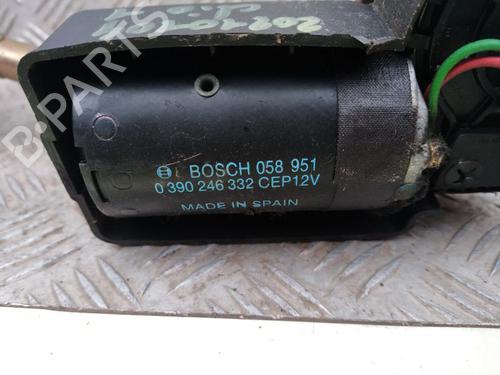 BOSCH 058 951
0 390 246 332 CEP12V
MADE IN SPAIN
B-PARTS